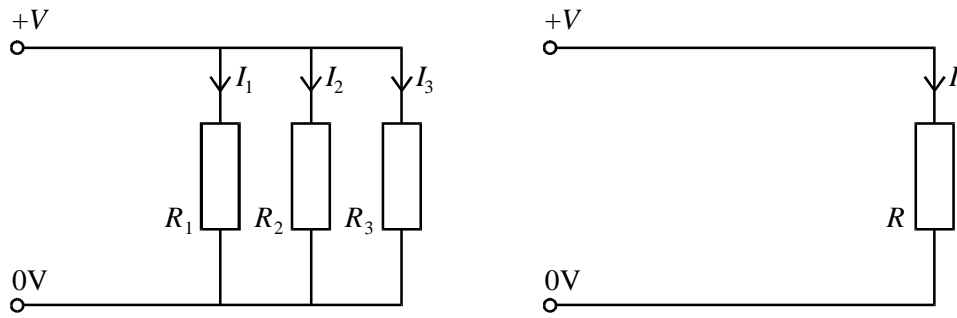 +V +V
I₁ I₂ I₃ I
R₁ R₂ R₃ R
0V 0V